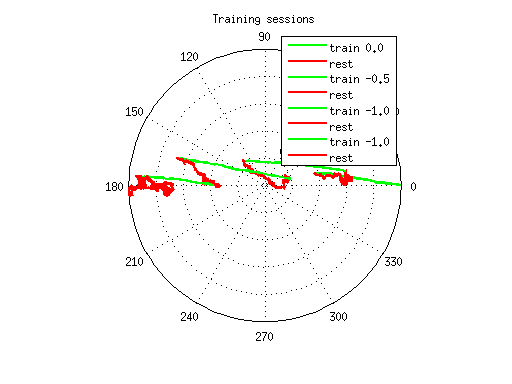 Training sessions
90
120
150
180
210
240
270
300
330
0
train 0.0
rest
train -0.5
rest
train -1.0
rest
train -1.0
rest